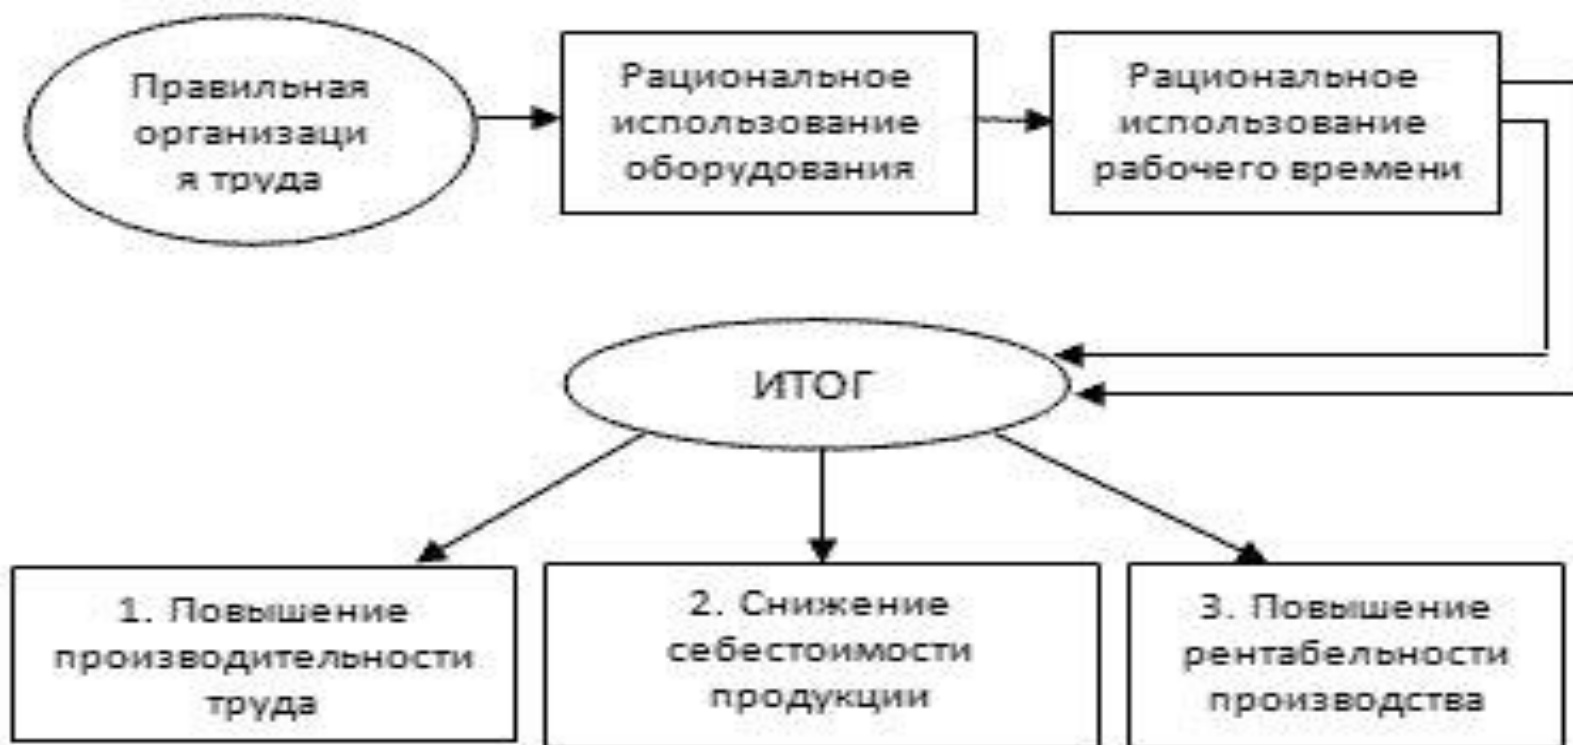 Правильная
организаци
я труда
Рациональное
использование
оборудования
Рациональное
использование
рабочего времени
ИТОГ
1. Повышение
производительности
труда
2. Снижение
себестоимости
продукции
3. Повышение
рентабельности
производства